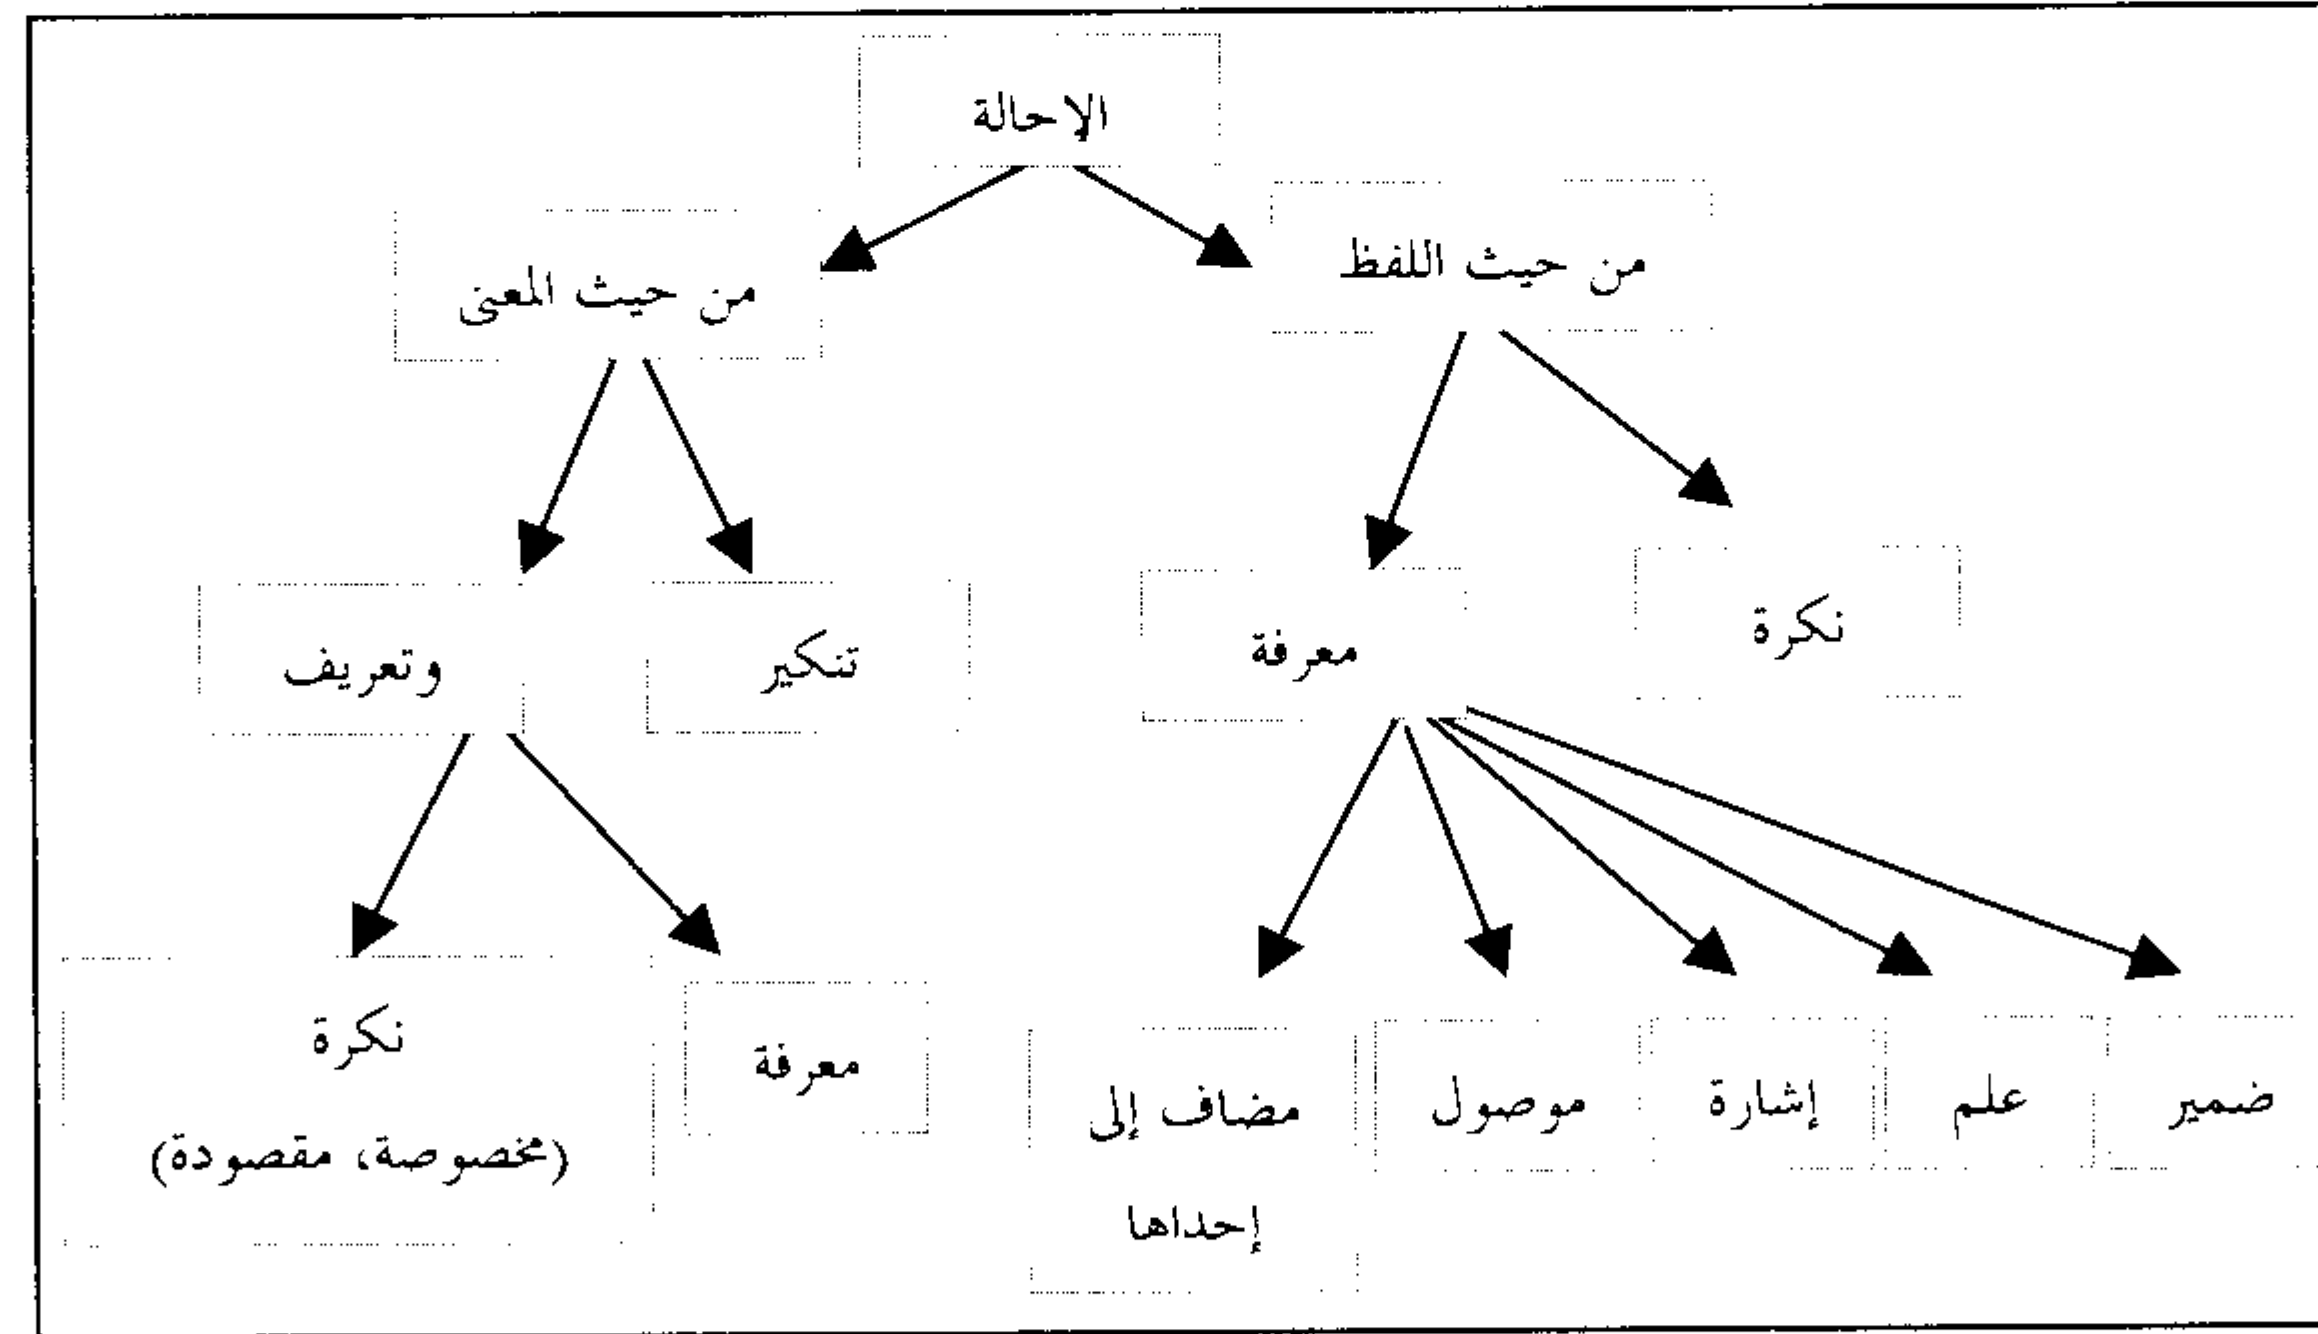 الإحالة
من حيث اللفظ
من حيث المعنى
نكرة
معرفة
تنكير
وتعريف
ضمير
علم
إشارة
موصول
مضاف إلى
إحداها
معرفة
نكرة
(مخصوصة، مقصودة)